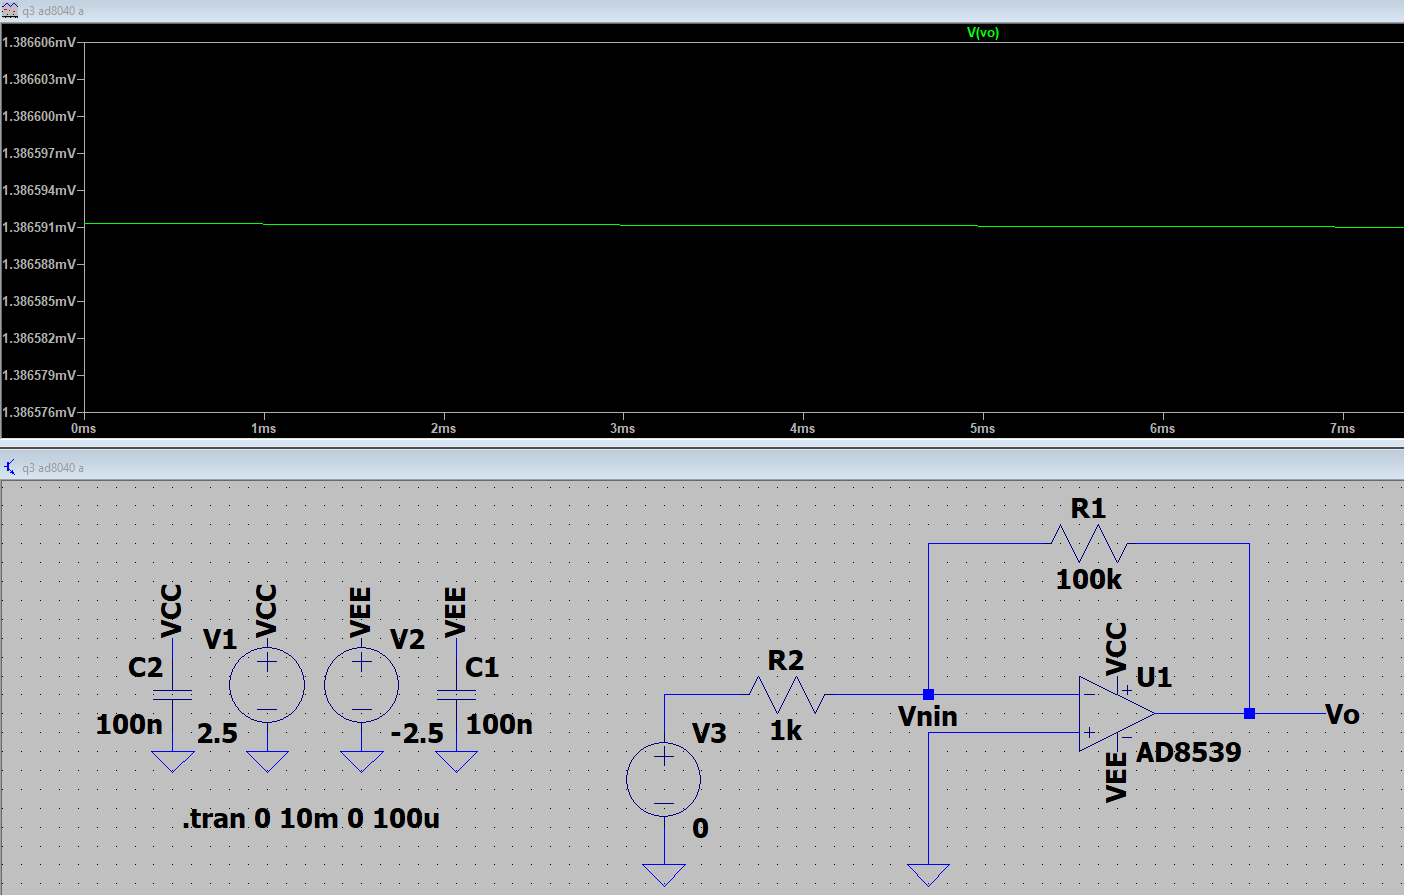 q3 ad8040 a
V(vo)
1.386606mV
1.386603mV
1.386600mV
1.386597mV
1.386594mV
1.386591mV
1.386588mV
1.386585mV
1.386582mV
1.386579mV
1.386576mV
0ms 1ms 2ms 3ms 4ms 5ms 6ms 7ms
q3 ad8040 a
R1
100k
VCC VCC VEE VEE
V1 V2
C2 C1
100n 2.5 -2.5 100n
R2
1k
V3
0
Vnin
VCC
U1
Vo
AD8539
VEE
.tran 0 10m 0 100u